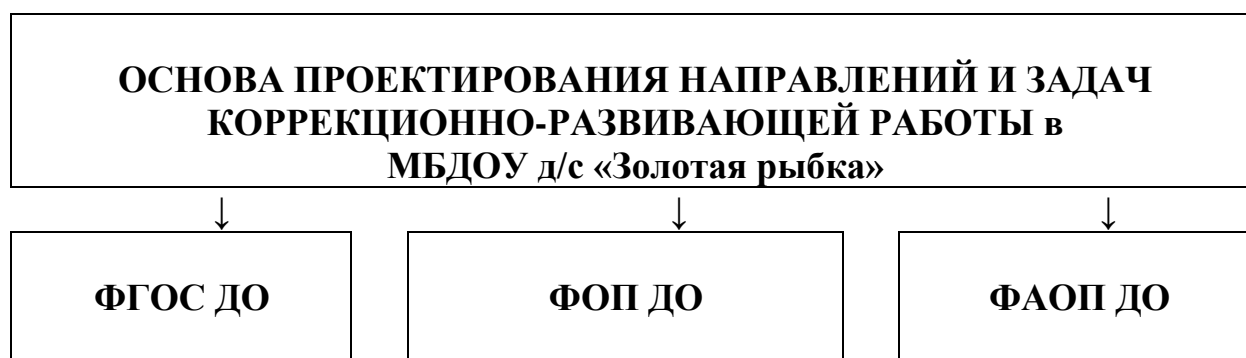 ОСНОВА ПРОЕКТИРОВАНИЯ НАПРАВЛЕНИЙ И ЗАДАЧ
КОРРЕКЦИОННО-РАЗВИВАЮЩЕЙ РАБОТЫ в
МБДОУ д/с «Золотая рыбка»
↓ ↓ ↓
ФГОС ДО ФОП ДО ФАОП ДО